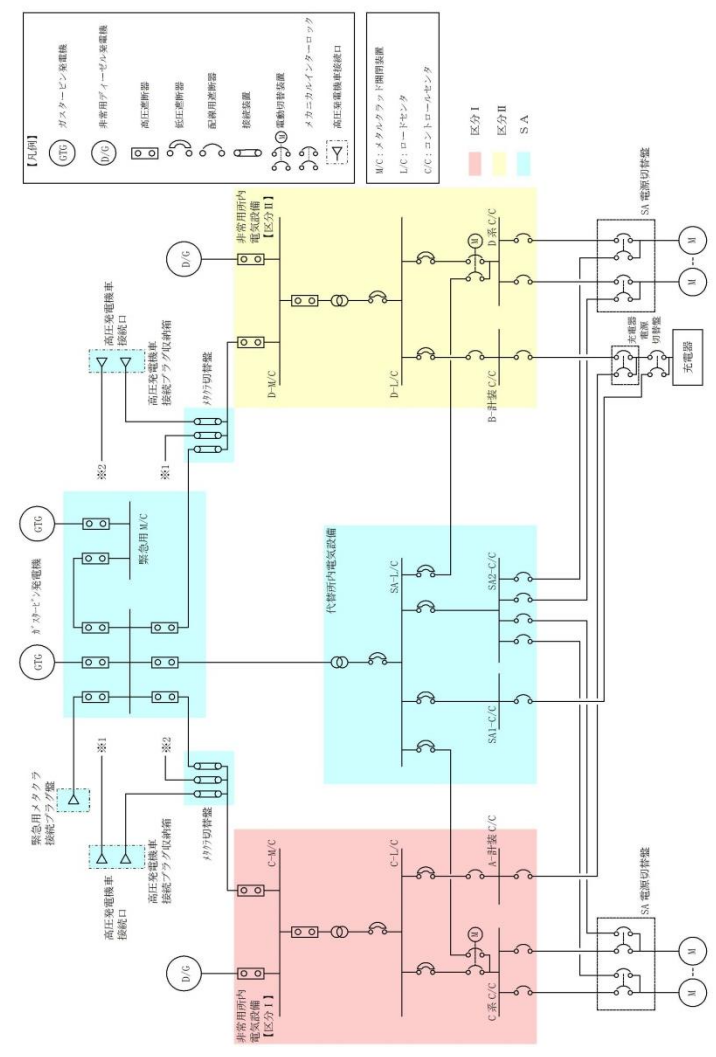 【凡例】
GTG
ガスタービン発電機
D/G
非常用ディーゼル発電機
高圧遮断器
低圧遮断器
配線用遮断器
接続装置
M
電動切替装置
メカニカルインターロック
高圧発電機車接続口
M/C:メタルクラッド開閉装置
L/C:ロードセンタ
C/C:コントロールセンタ
区分Ⅰ
区分Ⅱ
SA
緊急用メタクラ
接続プラグ盤
ガスタービン発電機
GTG
GTG
緊急用M/C
高圧発電機車
接続口
高圧発電機車
接続プラグ収納箱
※1
※2
メタクラ切替盤
高圧発電機車
接続口
高圧発電機車
接続プラグ収納箱
※2
※1
メタクラ切替盤
D/G
非常用所内
電気設備
【区分Ⅰ】
C-M/C
C-L/C
M
C系C/C
A-計装C/C
代替所内電気設備
SA-L/C
SA1-C/C
SA2-C/C
D/G
非常用所内
電気設備
【区分Ⅱ】
D-M/C
D-L/C
M
B-計装C/C
D系C/C
SA電源切替盤
M
M
充電器
電源
切替盤
充電器
SA電源切替盤
M
M